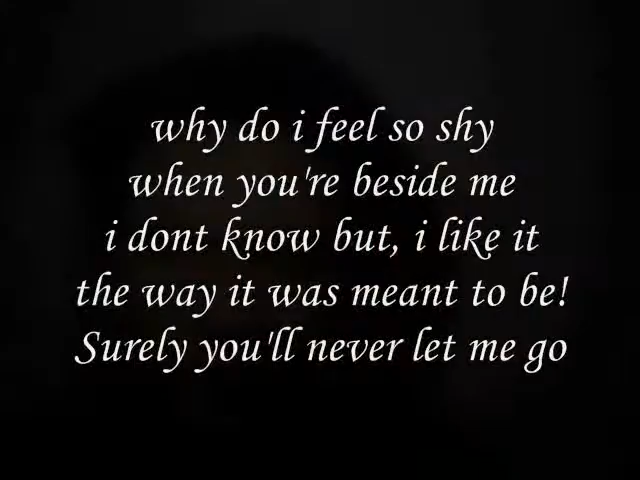 why do i feel so shy
when you're beside me
i dont know but, i like it
the way it was meant to be!
Surely you'll never let me go